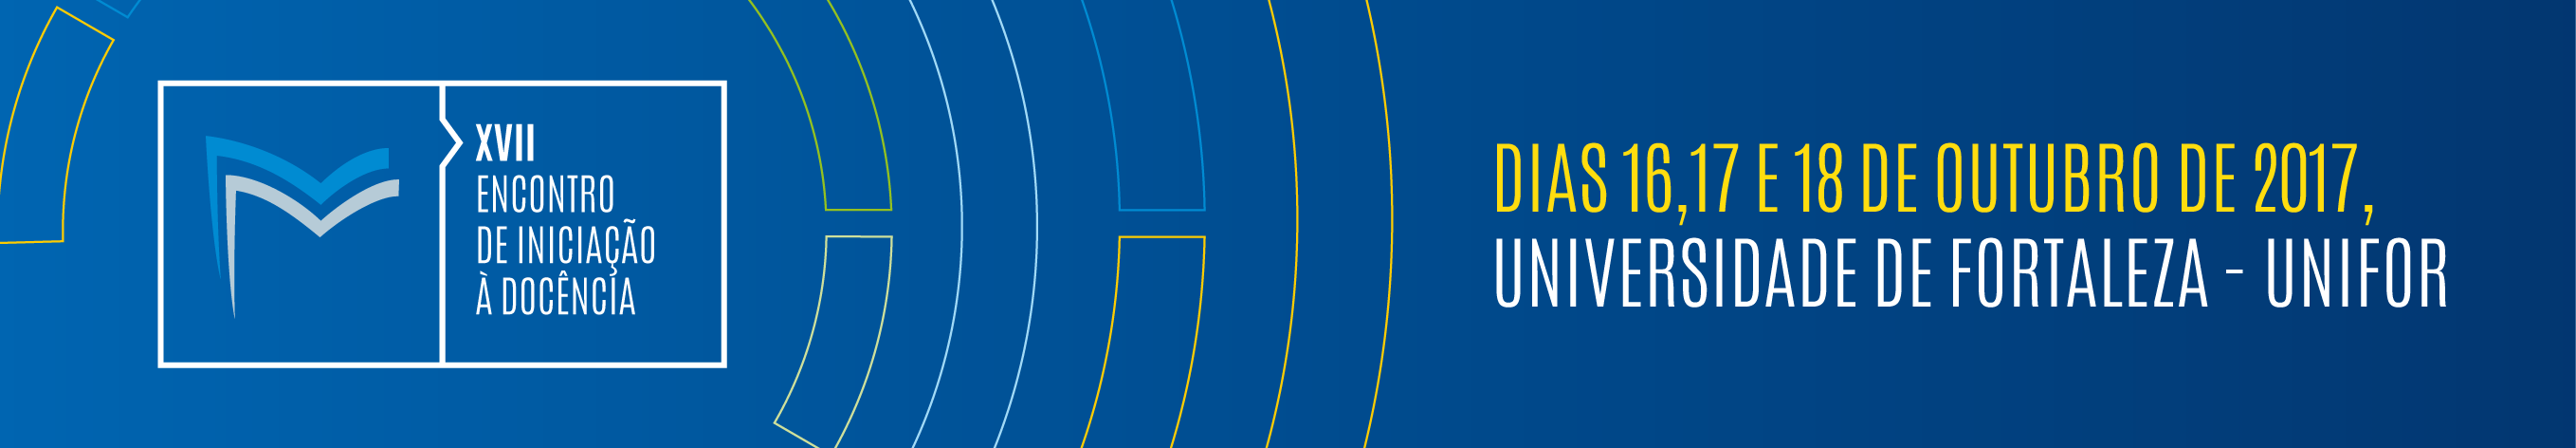 XVII
ENCONTRO
DE INICIAÇÃO
À DOCÊNCIA
DIAS 16,17 E 18 DE OUTUBRO DE 2017,
UNIVERSIDADE DE FORTALEZA - UNIFOR